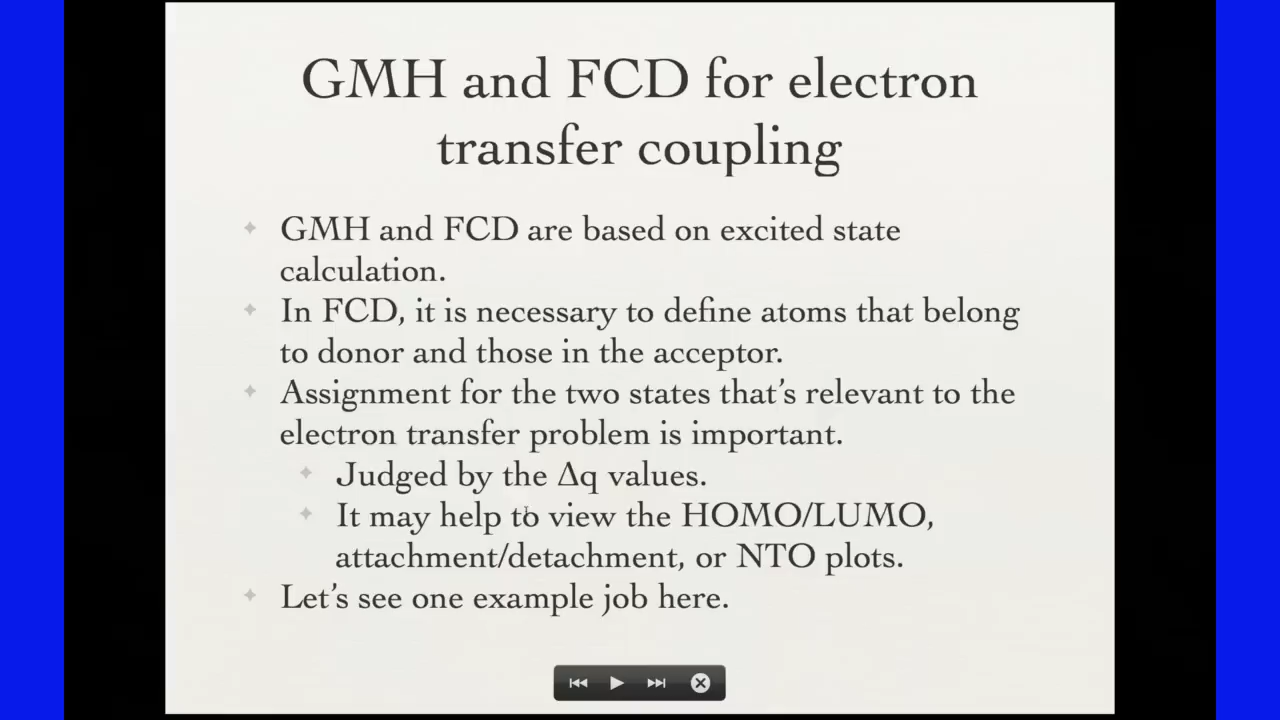 GMH and FCD for electron
transfer coupling
GMH and FCD are based on excited state
calculation.
In FCD, it is necessary to define atoms that belong
to donor and those in the acceptor.
Assignment for the two states that's relevant to the
electron transfer problem is important.
Judged by the Δq values.
It may help to view the HOMO/LUMO,
attachment/detachment, or NTO plots.
Let's see one example job here.